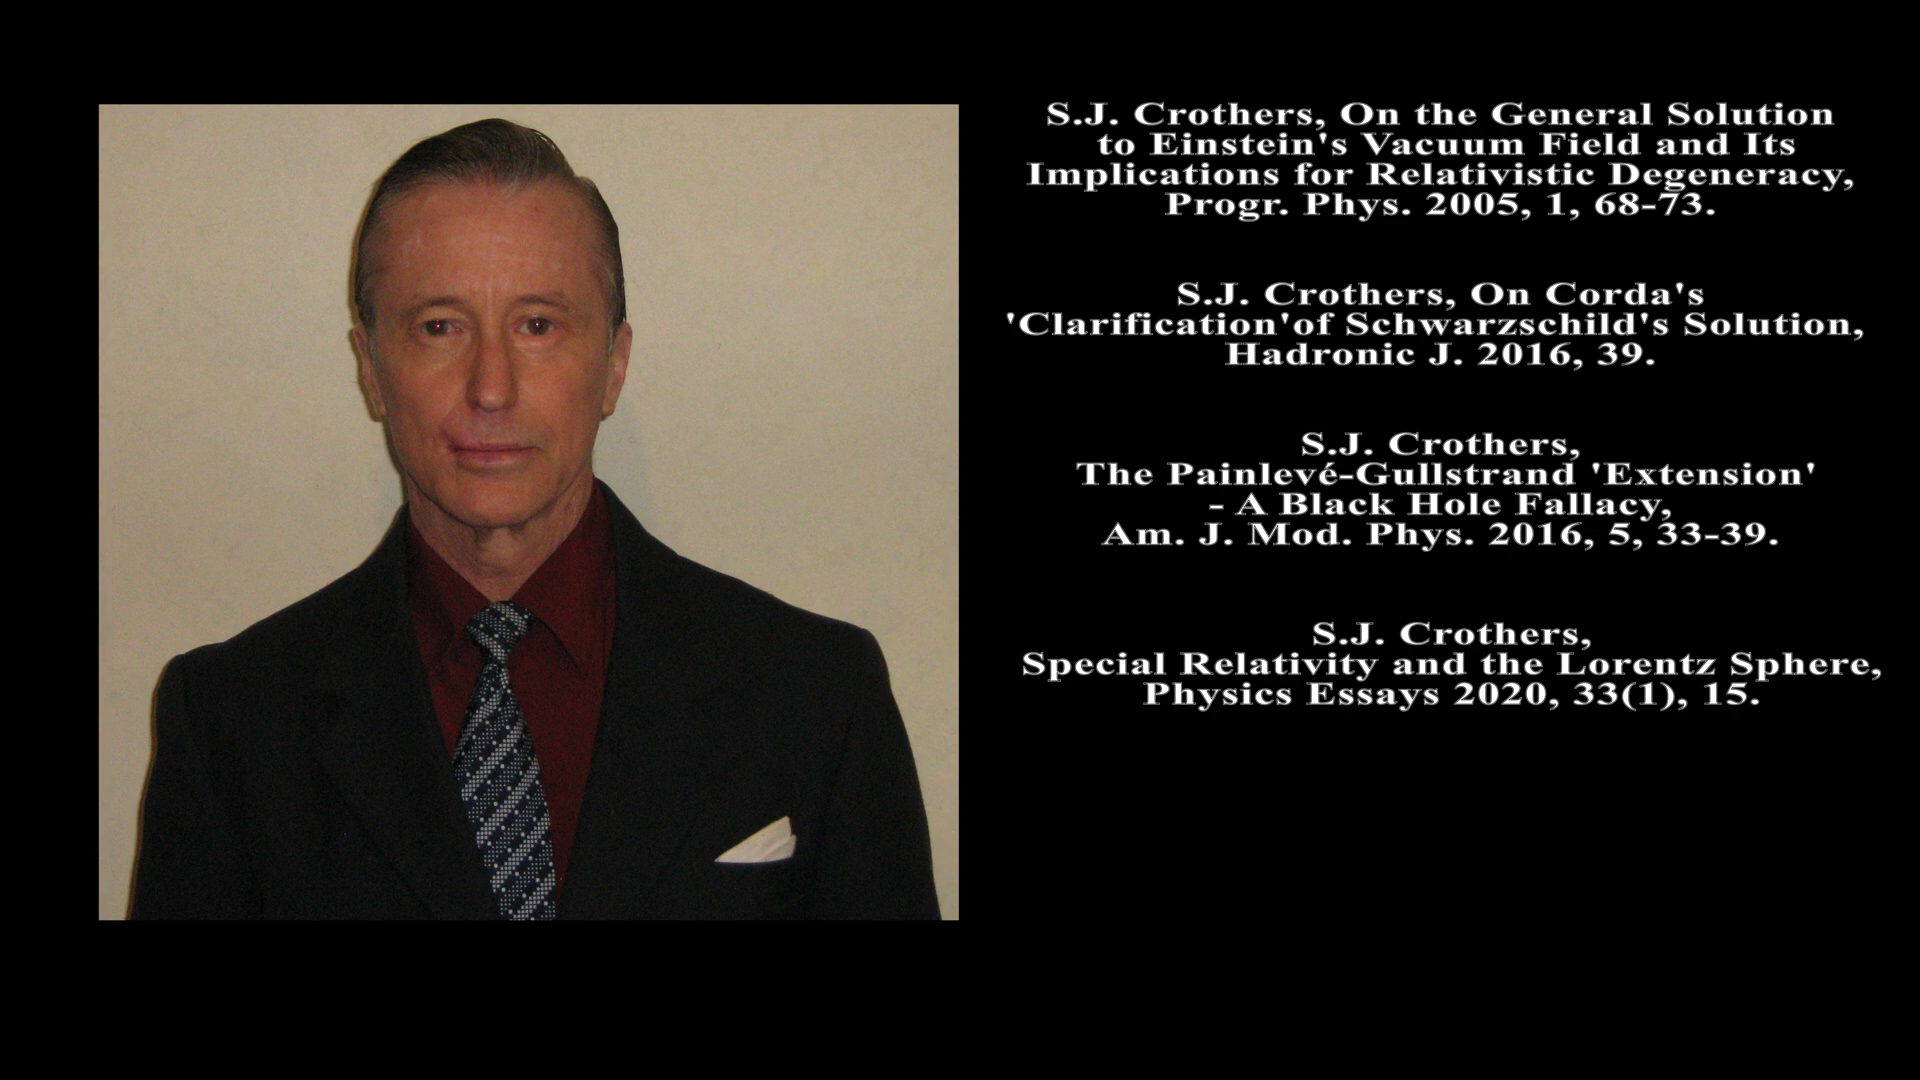 S.J. Crothers, On the General Solution
to Einstein's Vacuum Field and Its
Implications for Relativistic Degeneracy,
Progr. Phys. 2005, 1, 68-73.
S.J. Crothers, On Corda's
'Clarification'of Schwarzschild's Solution,
Hadronic J. 2016, 39.
S.J. Crothers,
The Painlevé-Gullstrand 'Extension'
- A Black Hole Fallacy,
Am. J. Mod. Phys. 2016, 5, 33-39.
S.J. Crothers,
Special Relativity and the Lorentz Sphere,
Physics Essays 2020, 33(1), 15.